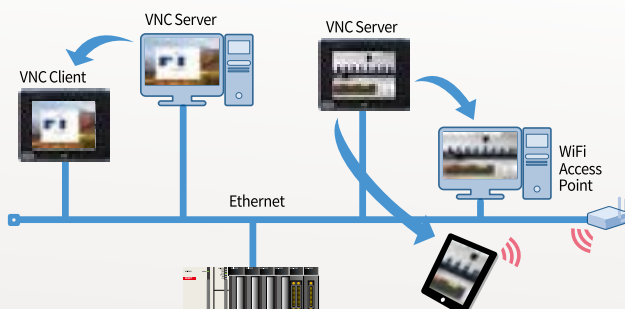 VNC Server
VNC Server
VNC Client
WiFi
Access
Point
Ethernet